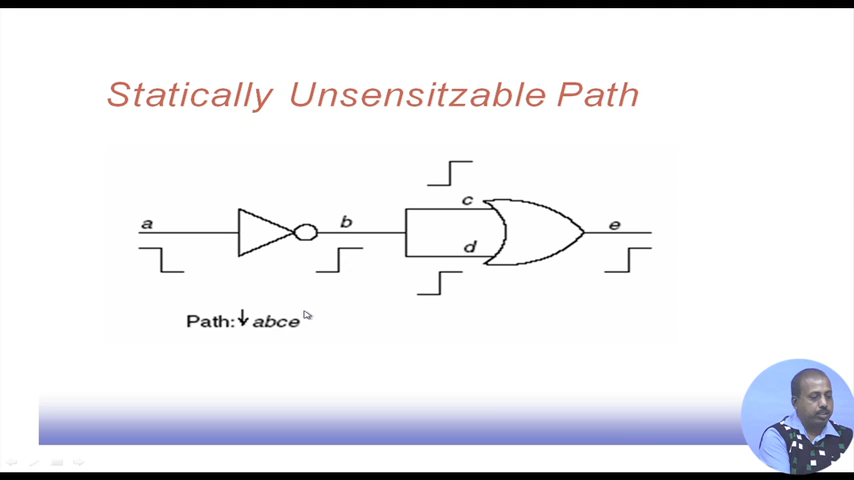 Statically Unsensitzable Path
c
a
b
e
d
Path:↓ abce